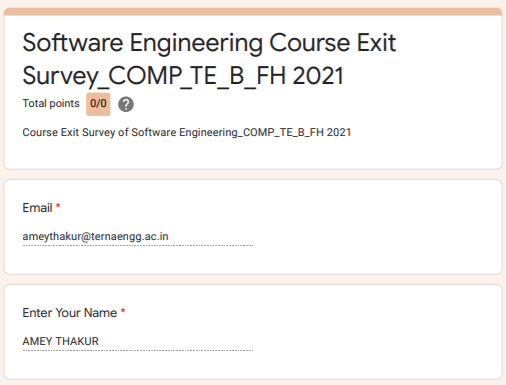 Software Engineering Course Exit
Survey_COMP_TE_B_FH 2021
Total points 0/0 ?
Course Exit Survey of Software Engineering_COMP_TE_B_FH 2021
Email *
ameythakur@ternaengg.ac.in
Enter Your Name *
AMEY THAKUR